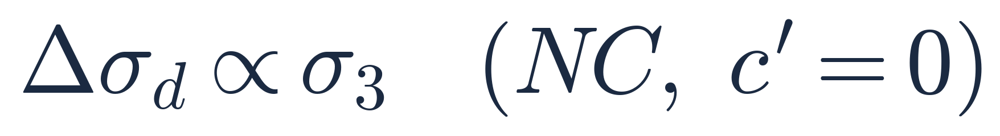 Δσ_d ∝ σ_3 (NC, c′ = 0)